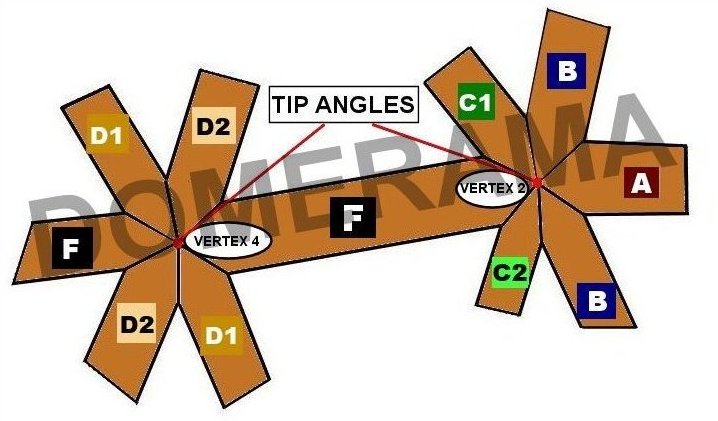 B
C1
TIP ANGLES
D1
D2
A
VERTEX 2
F
F
VERTEX 4
C2
B
D2
D1
DOMERAMA